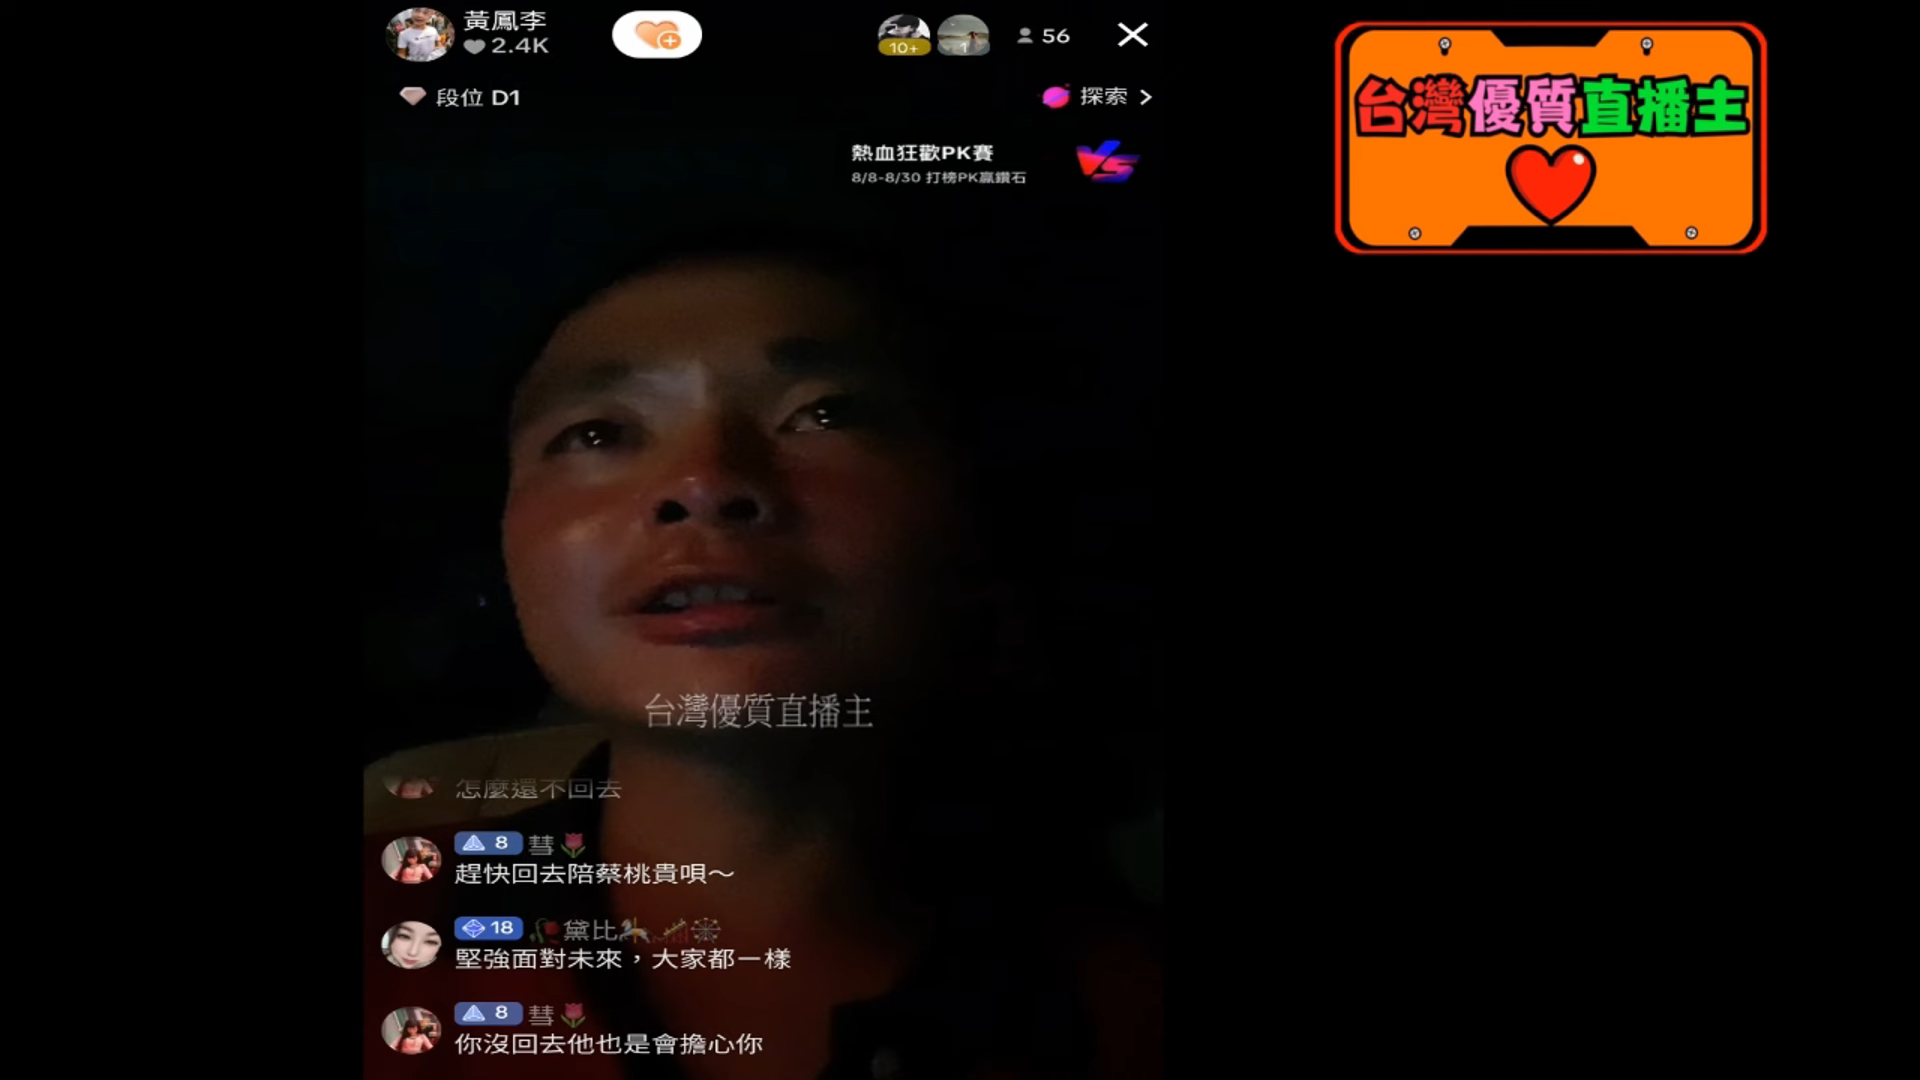 黃鳳李
2.4K
10+
1
56
段位 D1
探索
熱血狂歡PK賽
8/8-8/30 打榜PK贏鑽石
VS
台灣優質直播主
台灣優質直播主
怎麼還不回去
8 彗
趕快回去陪蔡桃貴唄～
18 黛比
堅強面對未來，大家都一樣
8 彗
你沒回去他也是會擔心你